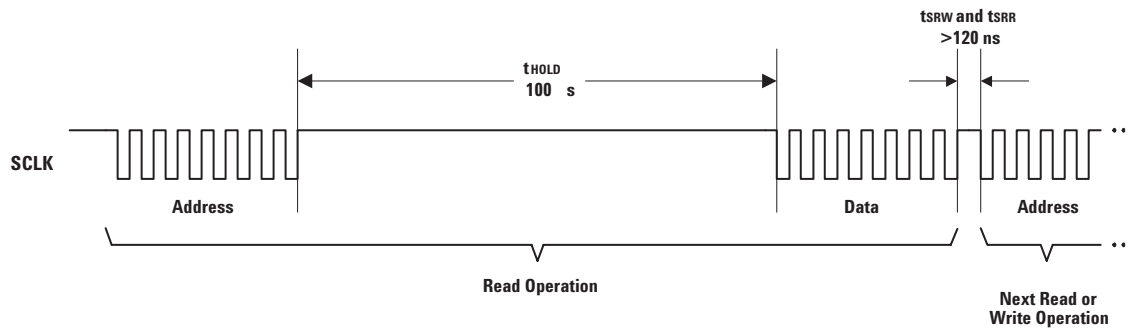 tSRW and tSRR
>120 ns
tHOLD
100 s
SCLK
Address
Data
Address
Read Operation
Next Read or
Write Operation